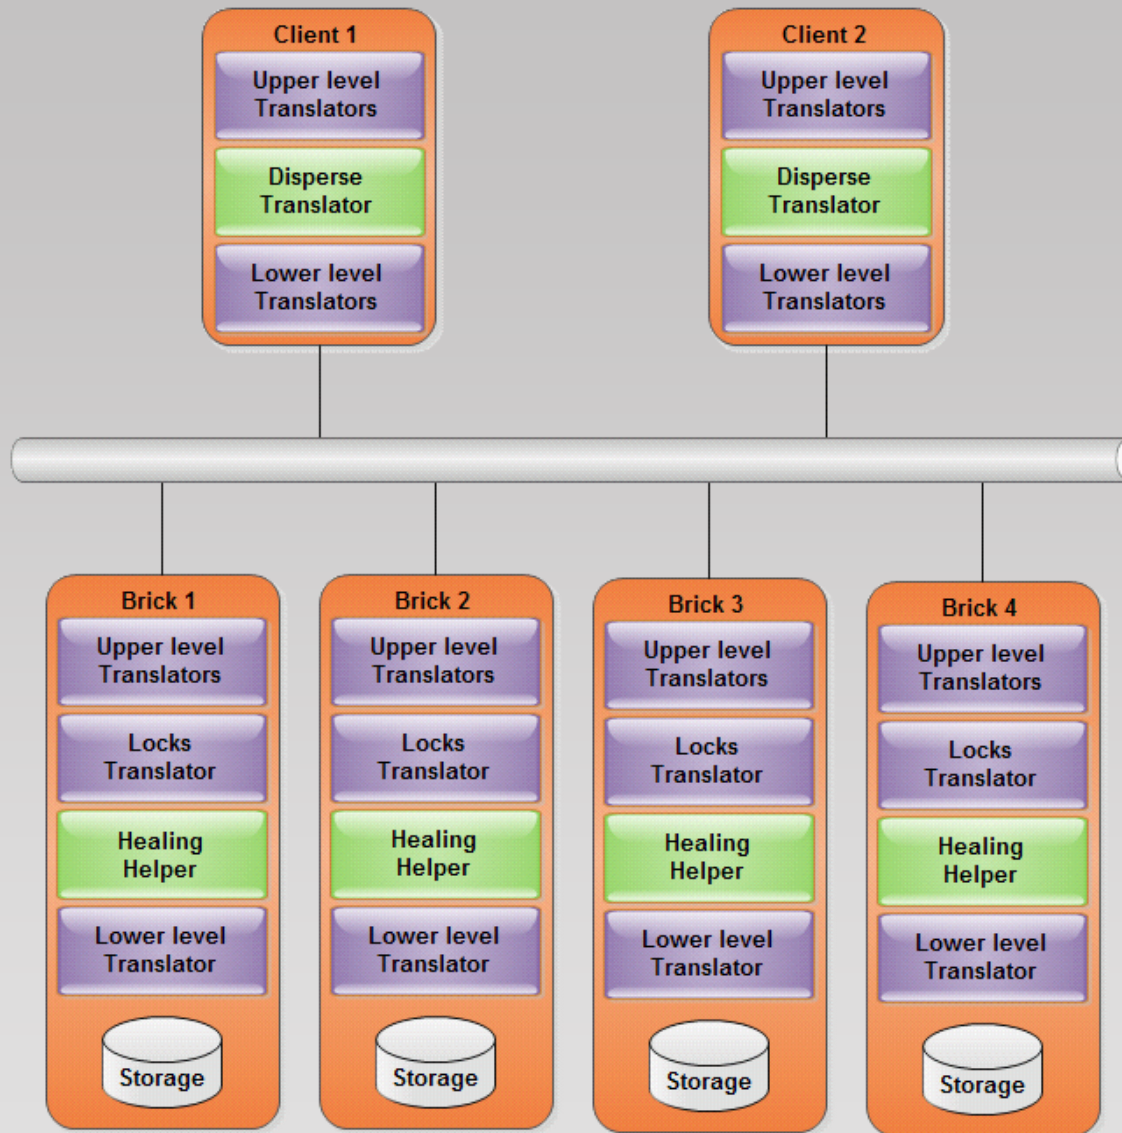 Client 1
Upper level
Translators
Disperse
Translator
Lower level
Translators
Client 2
Upper level
Translators
Disperse
Translator
Lower level
Translators
Brick 1
Upper level
Translators
Locks
Translator
Healing
Helper
Lower level
Translator
Storage
Brick 2
Upper level
Translators
Locks
Translator
Healing
Helper
Lower level
Translator
Storage
Brick 3
Upper level
Translators
Locks
Translator
Healing
Helper
Lower level
Translator
Storage
Brick 4
Upper level
Translators
Locks
Translator
Healing
Helper
Lower level
Translator
Storage